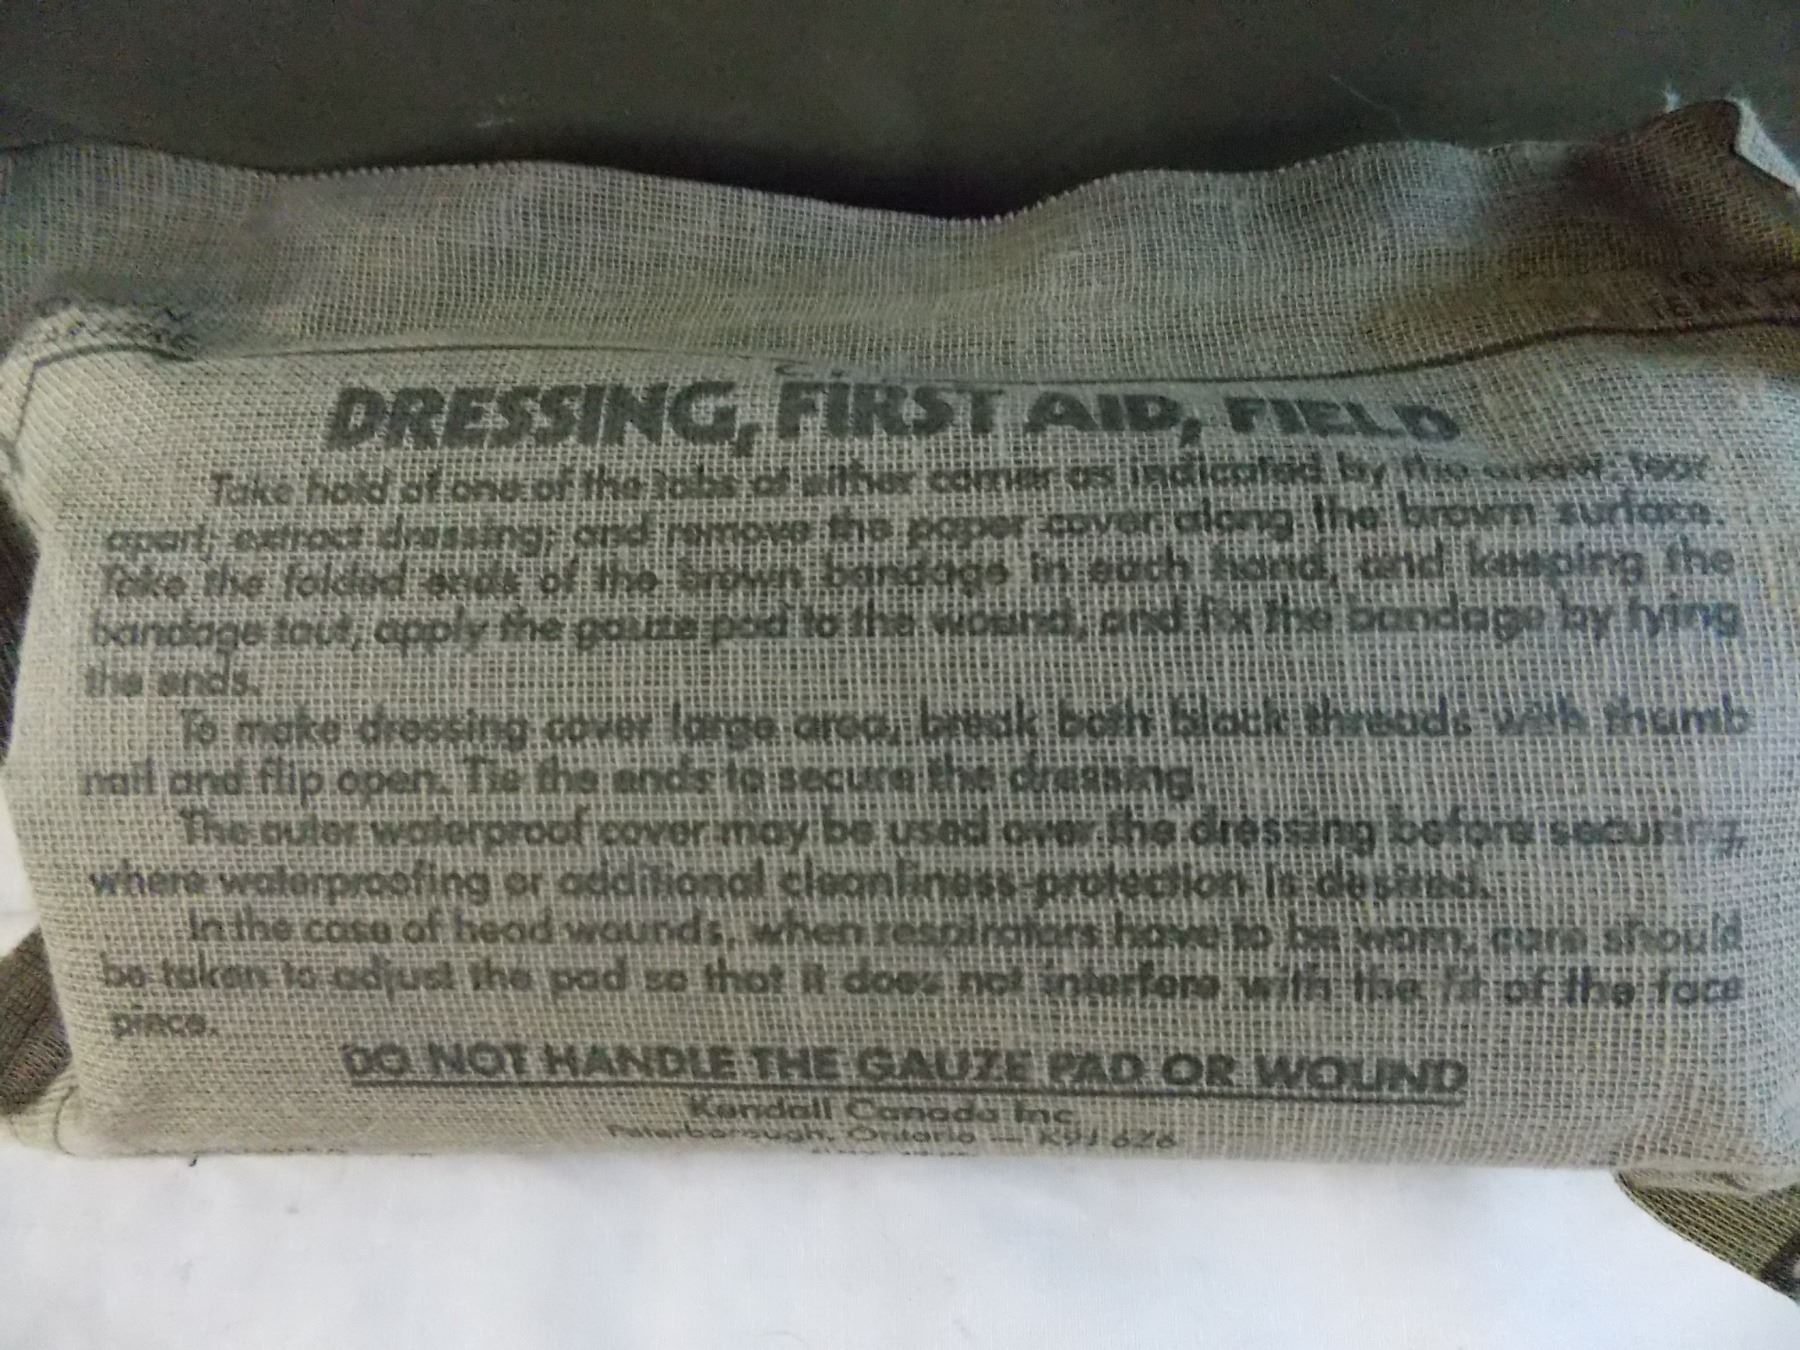 DRESSING, FIRST AID, FIELD
Take hold of one of the tabs at either corner as indicated by the arrow; tear
apart; extract dressing; and remove the paper cover along the brown surface.
Take the folded ends of the brown bandage in each hand, and keeping the
bandage taut, apply the gauze pad to the wound, and fix the bandage by tying
the ends.
To make dressing cover large area, break both black threads with thumb
nail and flip open. Tie the ends to secure the dressing.
The outer waterproof cover may be used over the dressing before securing,
where waterproofing or additional cleanliness-protection is desired.
In the case of head wounds, when respirators have to be worn, care should
be taken to adjust the pad so that it does not interfere with the fit of the face
piece.
DO NOT HANDLE THE GAUZE PAD OR WOUND
Kendall Canada Inc.
Peterborough, Ontario — K9J 6Z6